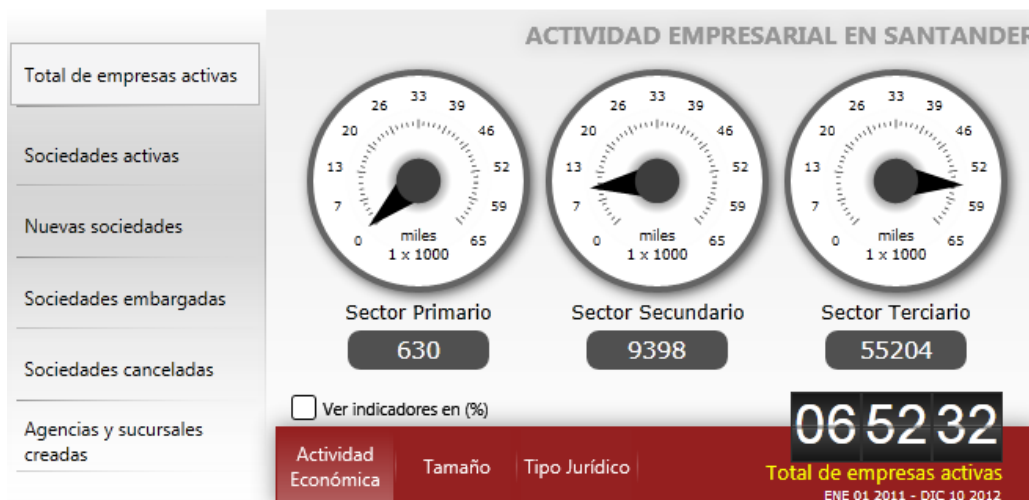 ACTIVIDAD EMPRESARIAL EN SANTANDER
Total de empresas activas
Sociedades activas
Nuevas sociedades
Sociedades embargadas
Sociedades canceladas
Agencias y sucursales
creadas
0 7 13 20 26 33 39 46 52 59 65
miles
1 x 1000
Sector Primario
630
0 7 13 20 26 33 39 46 52 59 65
miles
1 x 1000
Sector Secundario
9398
0 7 13 20 26 33 39 46 52 59 65
miles
1 x 1000
Sector Terciario
55204
Ver indicadores en (%)
Actividad
Económica
Tamaño
Tipo Jurídico
06 52 32
Total de empresas activas
ENE 01 2011 - DIC 10 2012